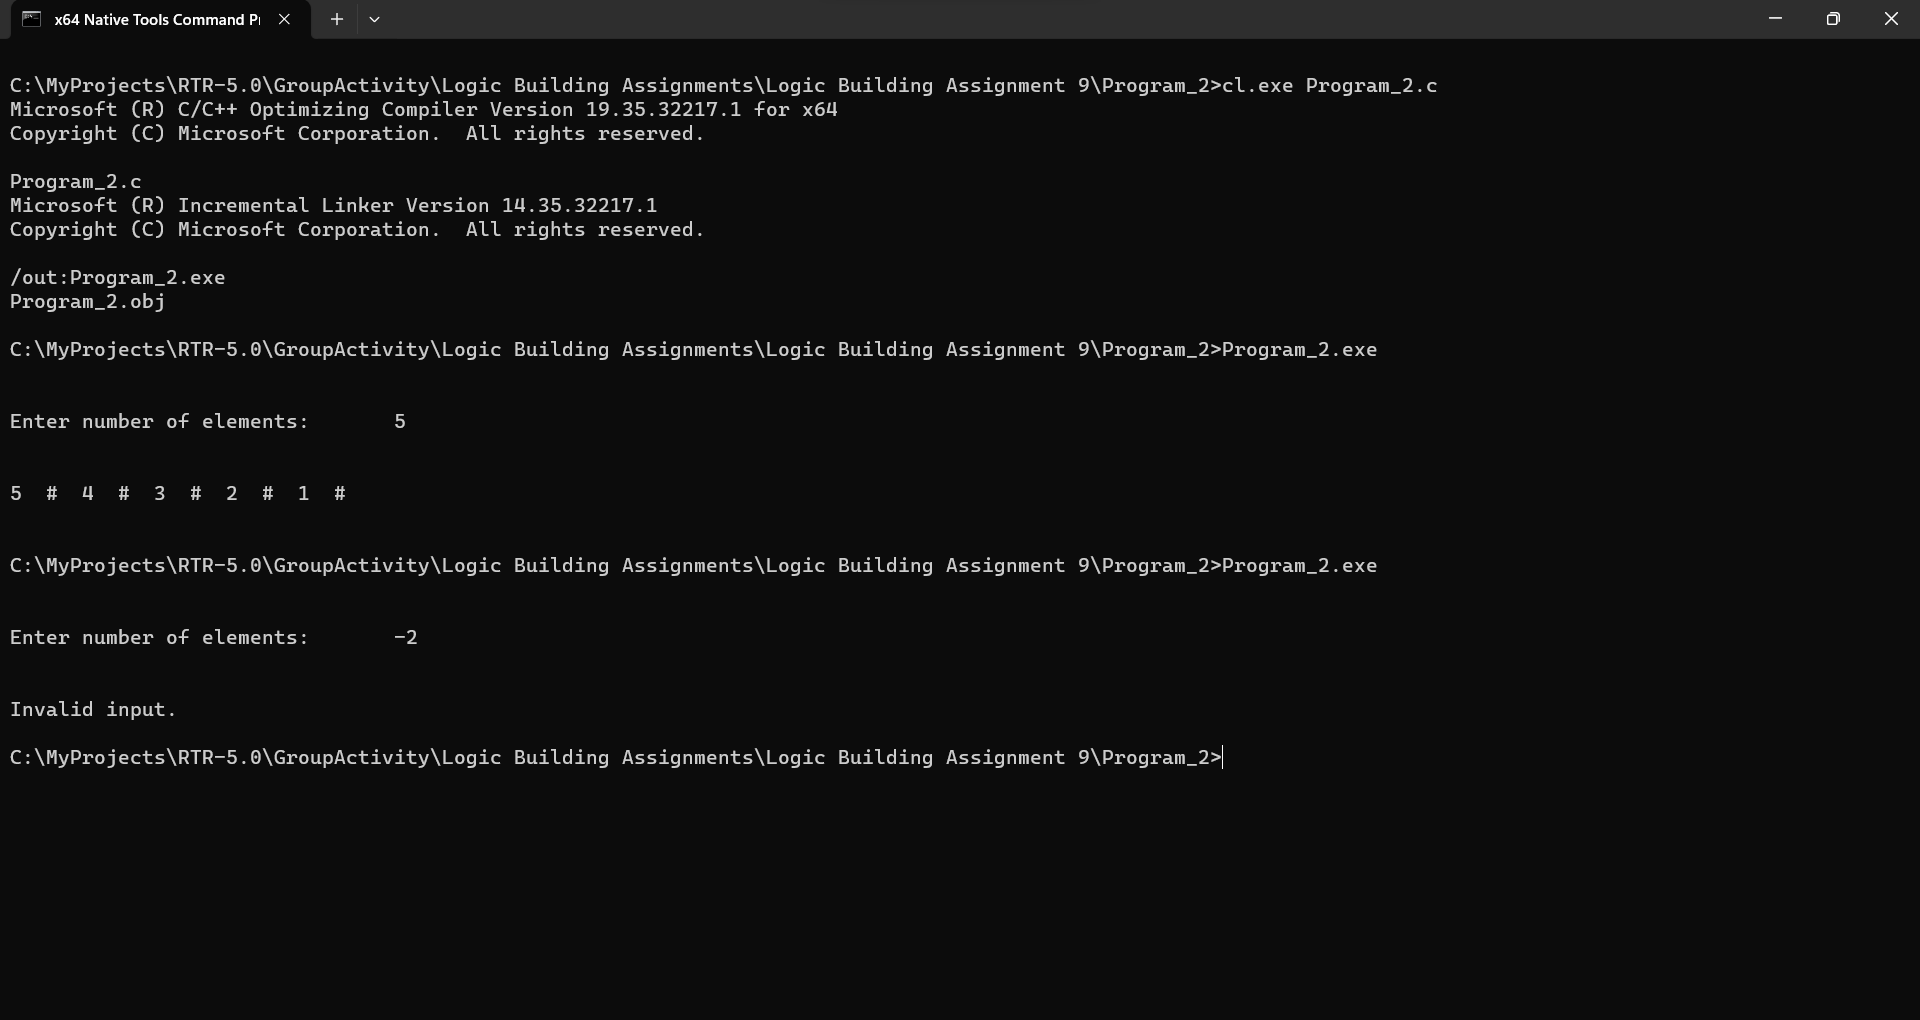 x64 Native Tools Command P
C:\MyProjects\RTR-5.0\GroupActivity\Logic Building Assignments\Logic Building Assignment 9\Program_2>cl.exe Program_2.c
Microsoft (R) C/C++ Optimizing Compiler Version 19.35.32217.1 for x64
Copyright (C) Microsoft Corporation.  All rights reserved.
Program_2.c
Microsoft (R) Incremental Linker Version 14.35.32217.1
Copyright (C) Microsoft Corporation.  All rights reserved.
/out:Program_2.exe
Program_2.obj
C:\MyProjects\RTR-5.0\GroupActivity\Logic Building Assignments\Logic Building Assignment 9\Program_2>Program_2.exe
Enter number of elements:       5
5  #  4  #  3  #  2  #  1  #
C:\MyProjects\RTR-5.0\GroupActivity\Logic Building Assignments\Logic Building Assignment 9\Program_2>Program_2.exe
Enter number of elements:       -2
Invalid input.
C:\MyProjects\RTR-5.0\GroupActivity\Logic Building Assignments\Logic Building Assignment 9\Program_2>